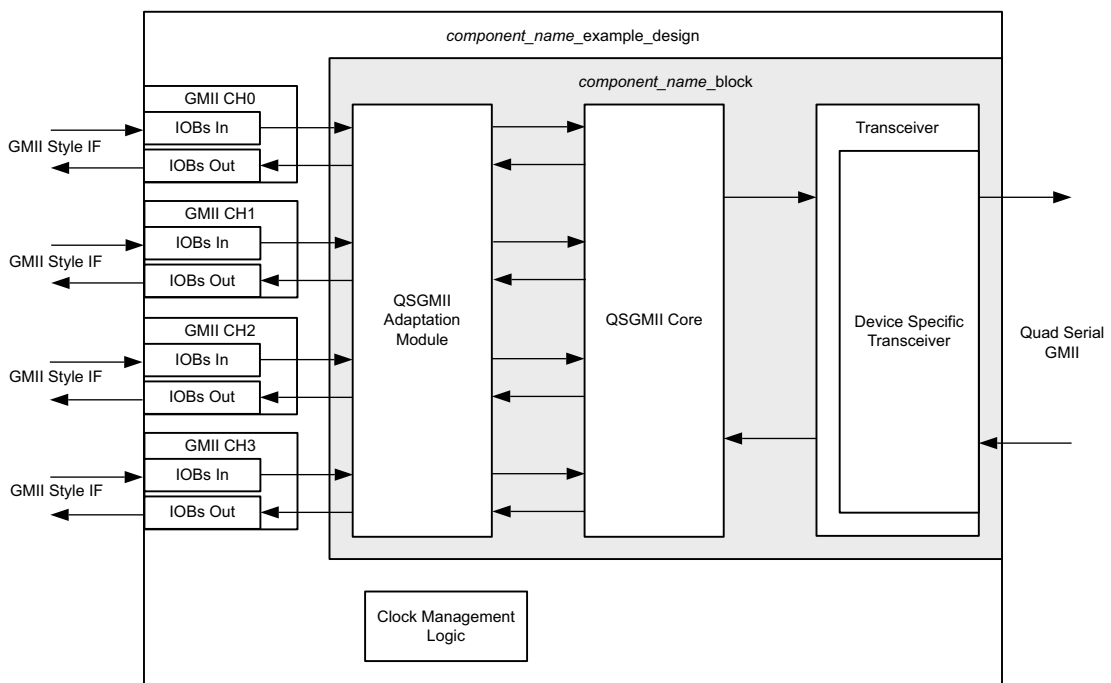 component_name_example_design
component_name_block
GMII CH0
IOBs In
IOBs Out
GMII Style IF
GMII CH1
IOBs In
IOBs Out
GMII Style IF
GMII CH2
IOBs In
IOBs Out
GMII Style IF
GMII CH3
IOBs In
IOBs Out
GMII Style IF
QSGMII
Adaptation
Module
QSGMII Core
Transceiver
Device Specific
Transceiver
Quad Serial
GMII
Clock Management
Logic